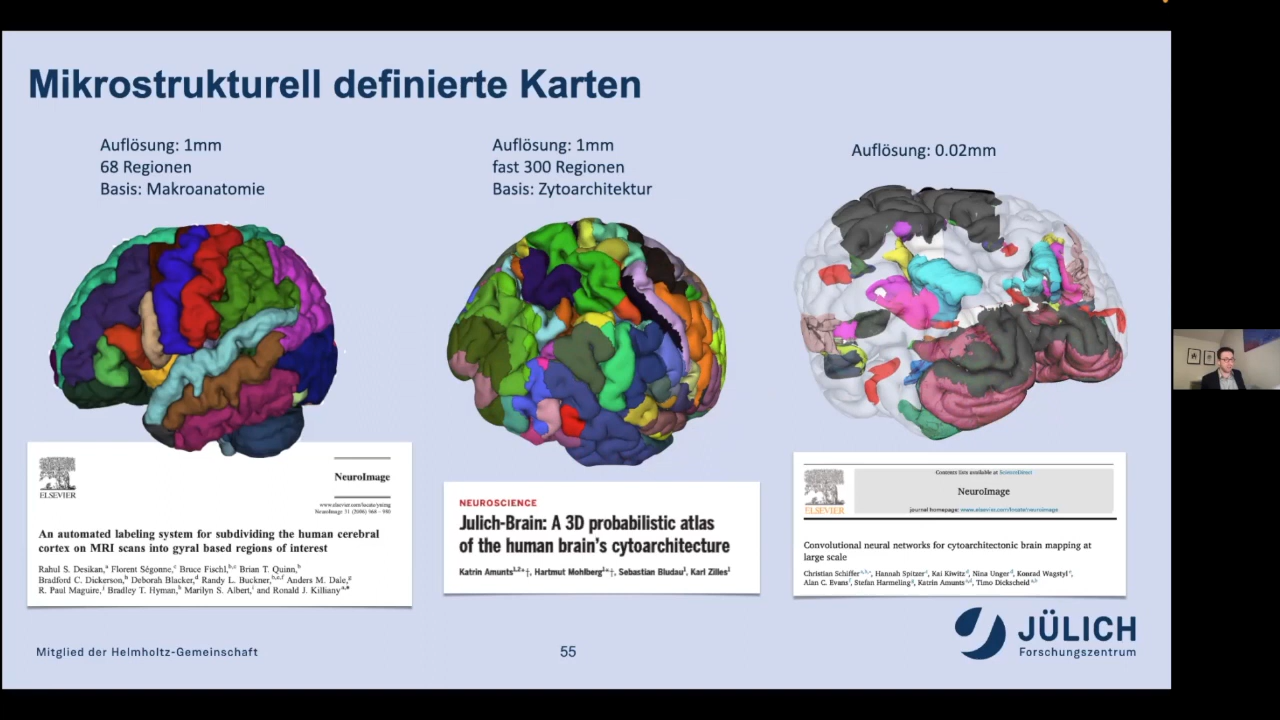 Mikrostrukturell definierte Karten
Auflösung: 1mm
68 Regionen
Basis: Makroanatomie
Auflösung: 1mm
fast 300 Regionen
Basis: Zytoarchitektur
Auflösung: 0.02mm
ELSEVIER
NeuroImage
www.elsevier.com/locate/ynimg
NeuroImage 31 (2006) 968 – 980
An automated labeling system for subdividing the human cerebral
cortex on MRI scans into gyral based regions of interest
Rahul S. Desikan, Florent Ségonne, Bruce Fischl, Brian T. Quinn,
Bradford C. Dickerson, Deborah Blacker, Randy L. Buckner, Anders M. Dale,
R. Paul Maguire, Bradley T. Hyman, Marilyn S. Albert, and Ronald J. Killiany
NEUROSCIENCE
Julich-Brain: A 3D probabilistic atlas
of the human brain’s cytoarchitecture
Katrin Amunts, Hartmut Mohlberg, Sebastian Bludau, Karl Zilles
ELSEVIER
Contents lists available at ScienceDirect
NeuroImage
journal homepage: www.elsevier.com/locate/neuroimage
Convolutional neural networks for cytoarchitectonic brain mapping at
large scale
Christian Schiffer, Hannah Spitzer, Kai Kiwitz, Nina Unger, Konrad Wagstyl,
Alan C. Evans, Stefan Harmeling, Katrin Amunts, Timo Dickscheid
Mitglied der Helmholtz-Gemeinschaft
55
JÜLICH
Forschungszentrum